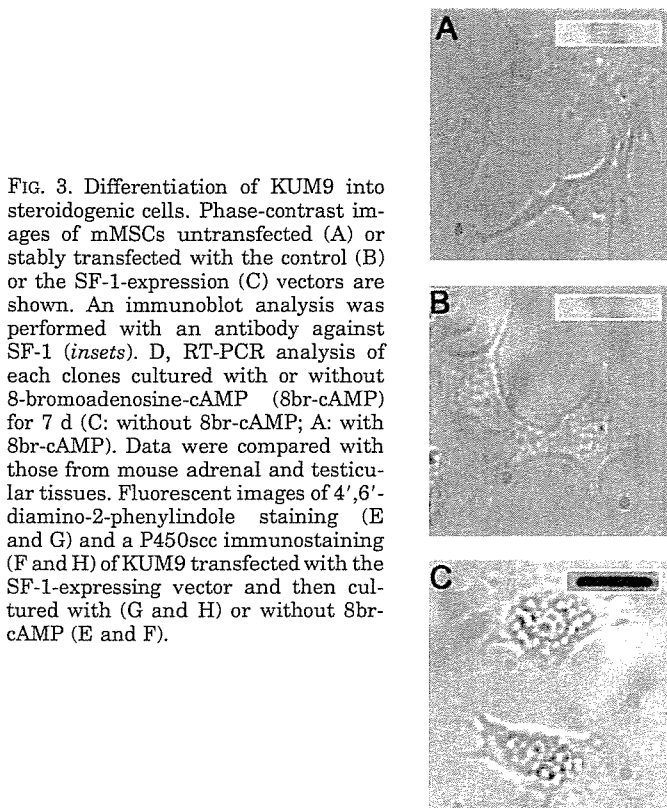 A
FIG. 3. Differentiation of KUM9 into
steroidogenic cells. Phase-contrast im-
ages of mMSCs untransfected (A) or
stably transfected with the control (B)
or the SF-1-expression (C) vectors are
shown. An immunoblot analysis was
performed with an antibody against
SF-1 (insets). D, RT-PCR analysis of
each clones cultured with or without
8-bromoadenosine-cAMP (8br-cAMP)
for 7 d (C: without 8br-cAMP; A: with
8br-cAMP). Data were compared with
those from mouse adrenal and testicu-
lar tissues. Fluorescent images of 4′,6′-
diamino-2-phenylindole staining (E
and G) and a P450scc immunostaining
(F and H) of KUM9 transfected with the
SF-1-expressing vector and then cul-
tured with (G and H) or without 8br-
cAMP (E and F).
B
C